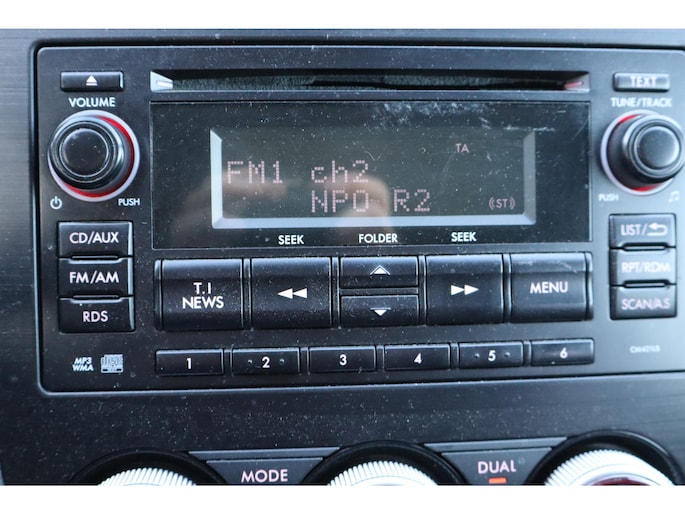 TEXT
VOLUME
TUNE/TRACK
TA
FM1 ch2
NPO R2
(ST)
PUSH
PUSH
SEEK
FOLDER
SEEK
CD/AUX
LIST/
FM/AM
T.I
NEWS
MENU
RPT/RDM
RDS
SCAN/A.S
MP3
WMA
1
2
3
4
5
6
MODE
DUAL